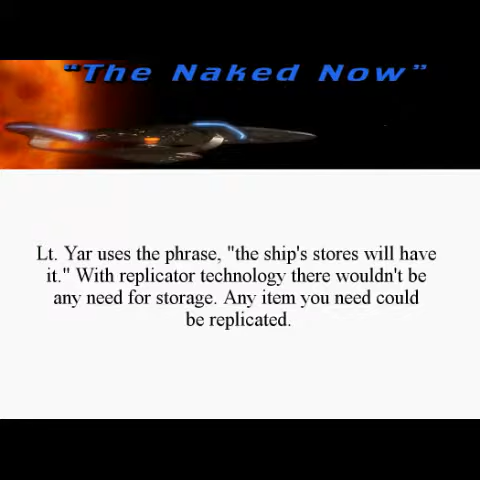 "The Naked Now"
Lt. Yar uses the phrase, "the ship's stores will have
it." With replicator technology there wouldn't be
any need for storage. Any item you need could
be replicated.